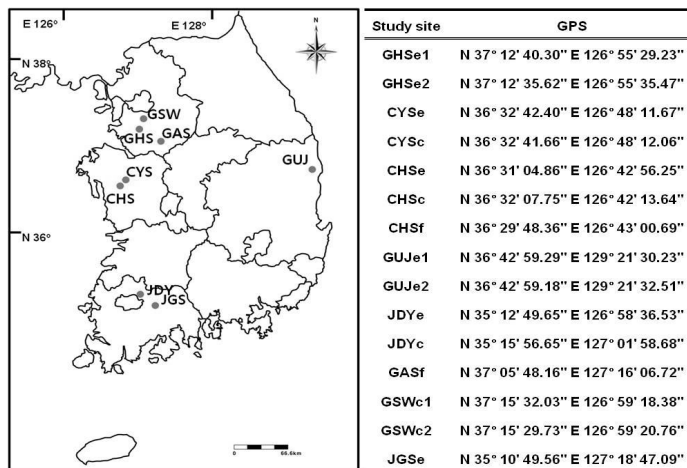 E 126° E 128°
N
N 38°
GSW
GHS GAS
CYS GUJ
CHS
N 36°
JDY
JGS
0 66.6km
Study site GPS
GHSe1 N 37° 12' 40.30" E 126° 55' 29.23"
GHSe2 N 37° 12' 35.62" E 126° 55' 35.47"
CYSe N 36° 32' 42.40" E 126° 48' 11.67"
CYSc N 36° 32' 41.66" E 126° 48' 12.06"
CHSe N 36° 31' 04.86" E 126° 42' 56.25"
CHSc N 36° 32' 07.75" E 126° 42' 13.64"
CHSf N 36° 29' 48.36" E 126° 43' 00.69"
GUJe1 N 36° 42' 59.29" E 129° 21' 30.23"
GUJe2 N 36° 42' 59.18" E 129° 21' 32.51"
JDYe N 35° 12' 49.65" E 126° 58' 36.53"
JDYc N 35° 15' 56.65" E 127° 01' 58.68"
GASf N 37° 05' 48.16" E 127° 16' 06.72"
GSWc1 N 37° 15' 32.03" E 126° 59' 18.38"
GSWc2 N 37° 15' 29.73" E 126° 59' 20.76"
JGSe N 35° 10' 49.56" E 127° 18' 47.09"